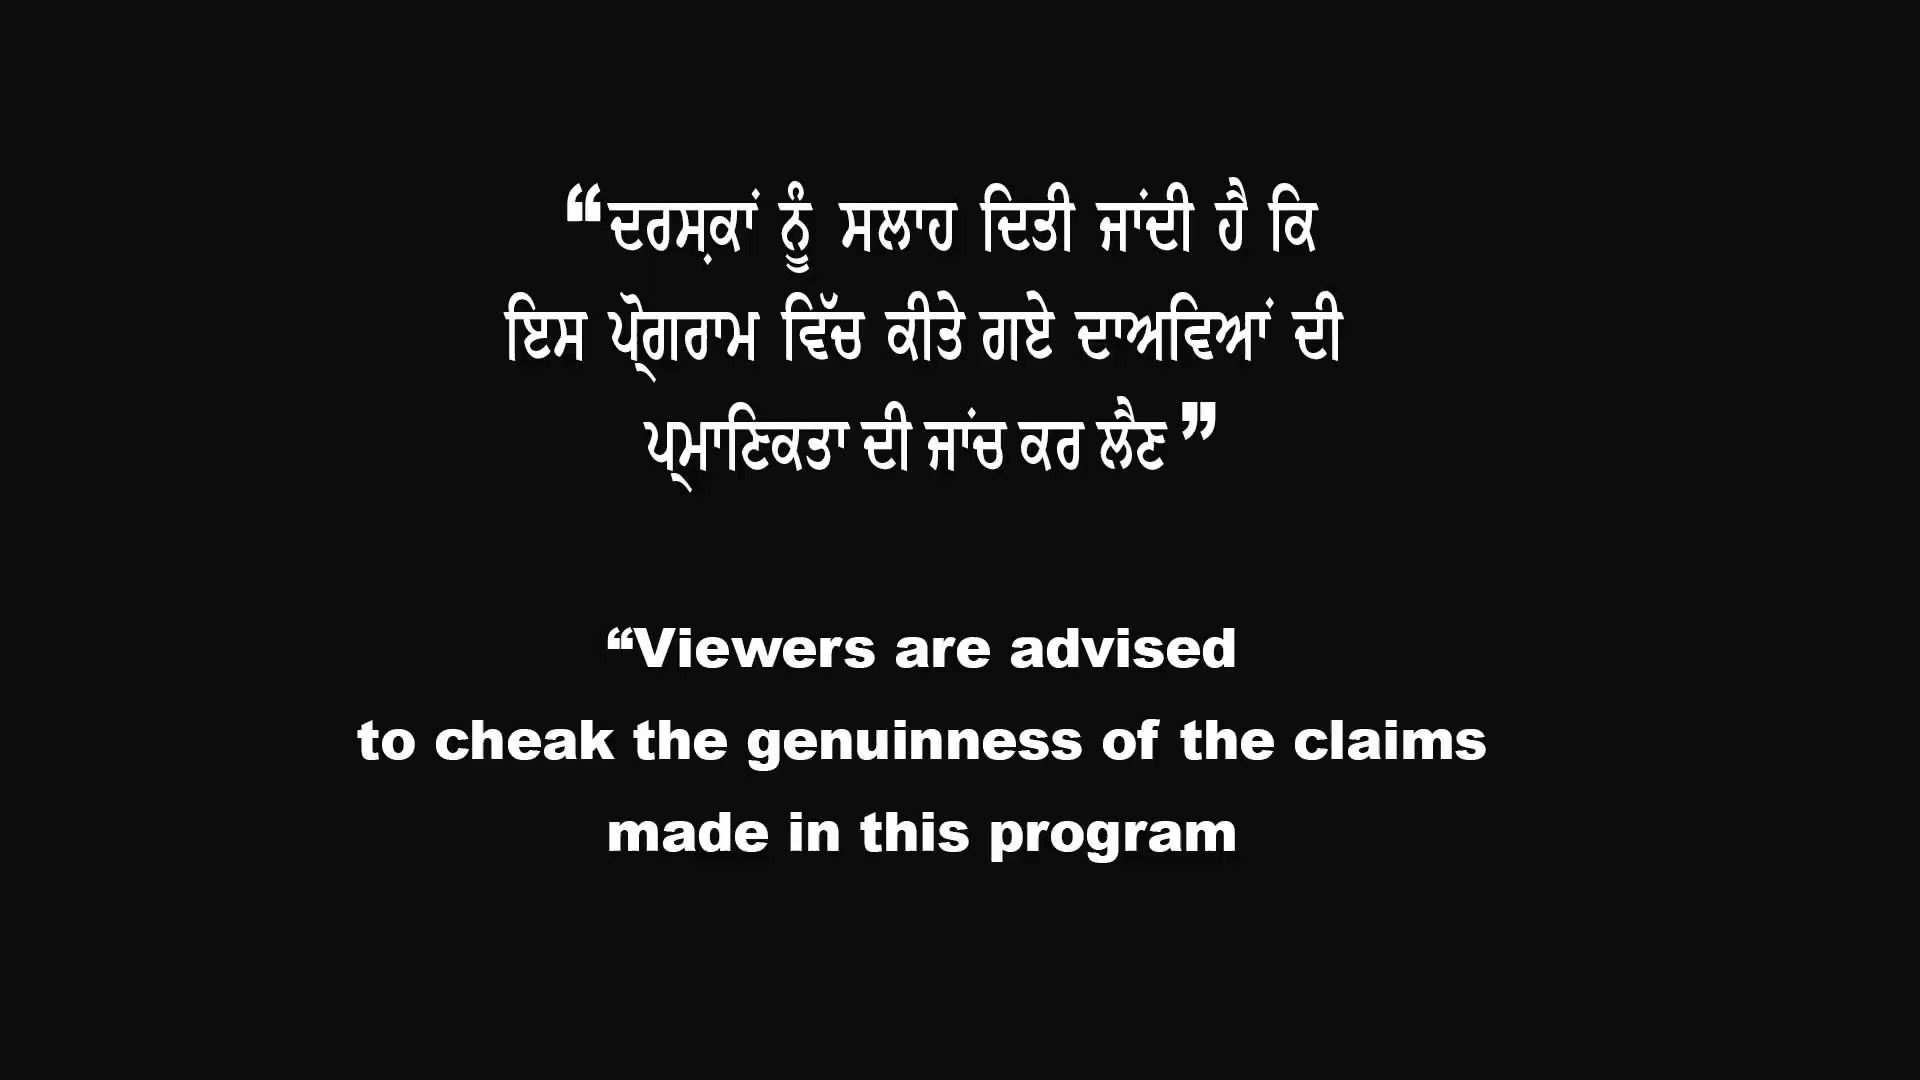 “ਦਰਸ਼ਕਾਂ ਨੂੰ ਸਲਾਹ ਦਿਤੀ ਜਾਂਦੀ ਹੈ ਕਿ
ਇਸ ਪ੍ਰੋਗਰਾਮ ਵਿੱਚ ਕੀਤੇ ਗਏ ਦਾਅਵਿਆਂ ਦੀ
ਪ੍ਰਮਾਣਿਕਤਾ ਦੀ ਜਾਂਚ ਕਰ ਲੈਣ”
“Viewers are advised
to cheak the genuinness of the claims
made in this program